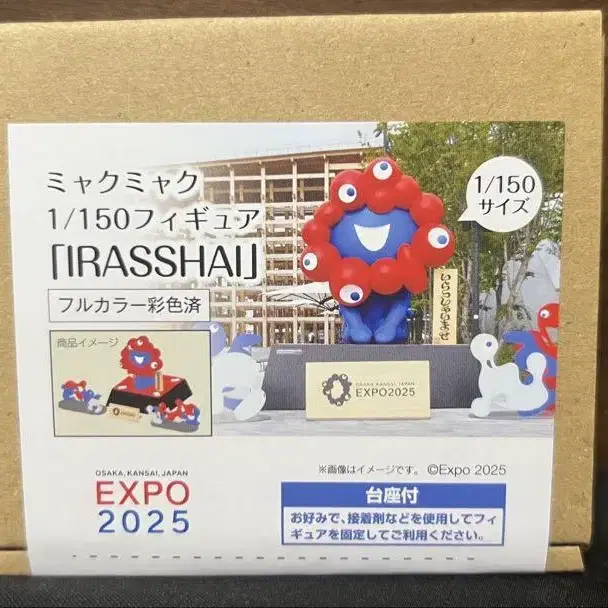 ミャクミャク
1/150フィギュア
「IRASSHAI」
フルカラー彩色済
1/150
サイズ
いらっしゃいませ
OSAKA, KANSAI, JAPAN
EXPO2025
商品イメージ
OSAKA, KANSAI, JAPAN
EXPO
2025
※画像はイメージです。 ©Expo 2025
台座付
お好みで、接着剤などを使用してフィ
ギュアを固定してご利用ください。